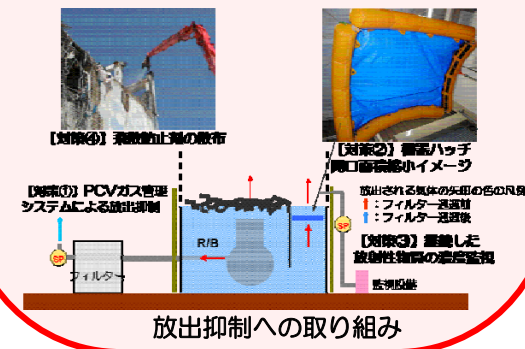 【対策④】飛散防止剤の散布
【対策②】機器ハッチ
開口面積縮小イメージ
【対策①】PCVガス管理
システムによる放出抑制
放出される気体の矢印の色の凡例
：フィルター通過前
：フィルター通過後
SP
SP
R/B
【対策③】漏洩した
放射性物質の濃度監視
フィルター
監視設備
放出抑制への取り組み